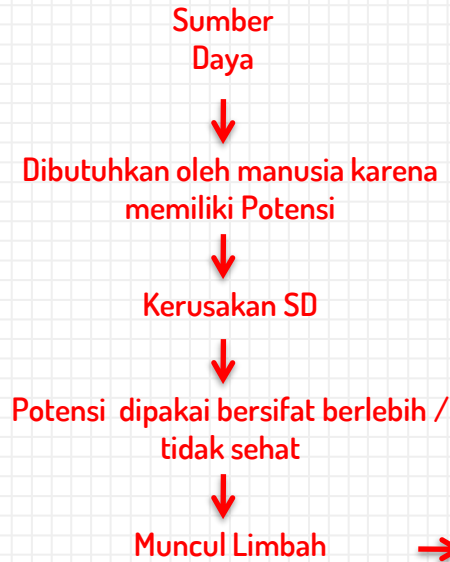 Sumber
Daya
Dibutuhkan oleh manusia karena
memiliki Potensi
Kerusakan SD
Potensi dipakai bersifat berlebih /
tidak sehat
Muncul Limbah